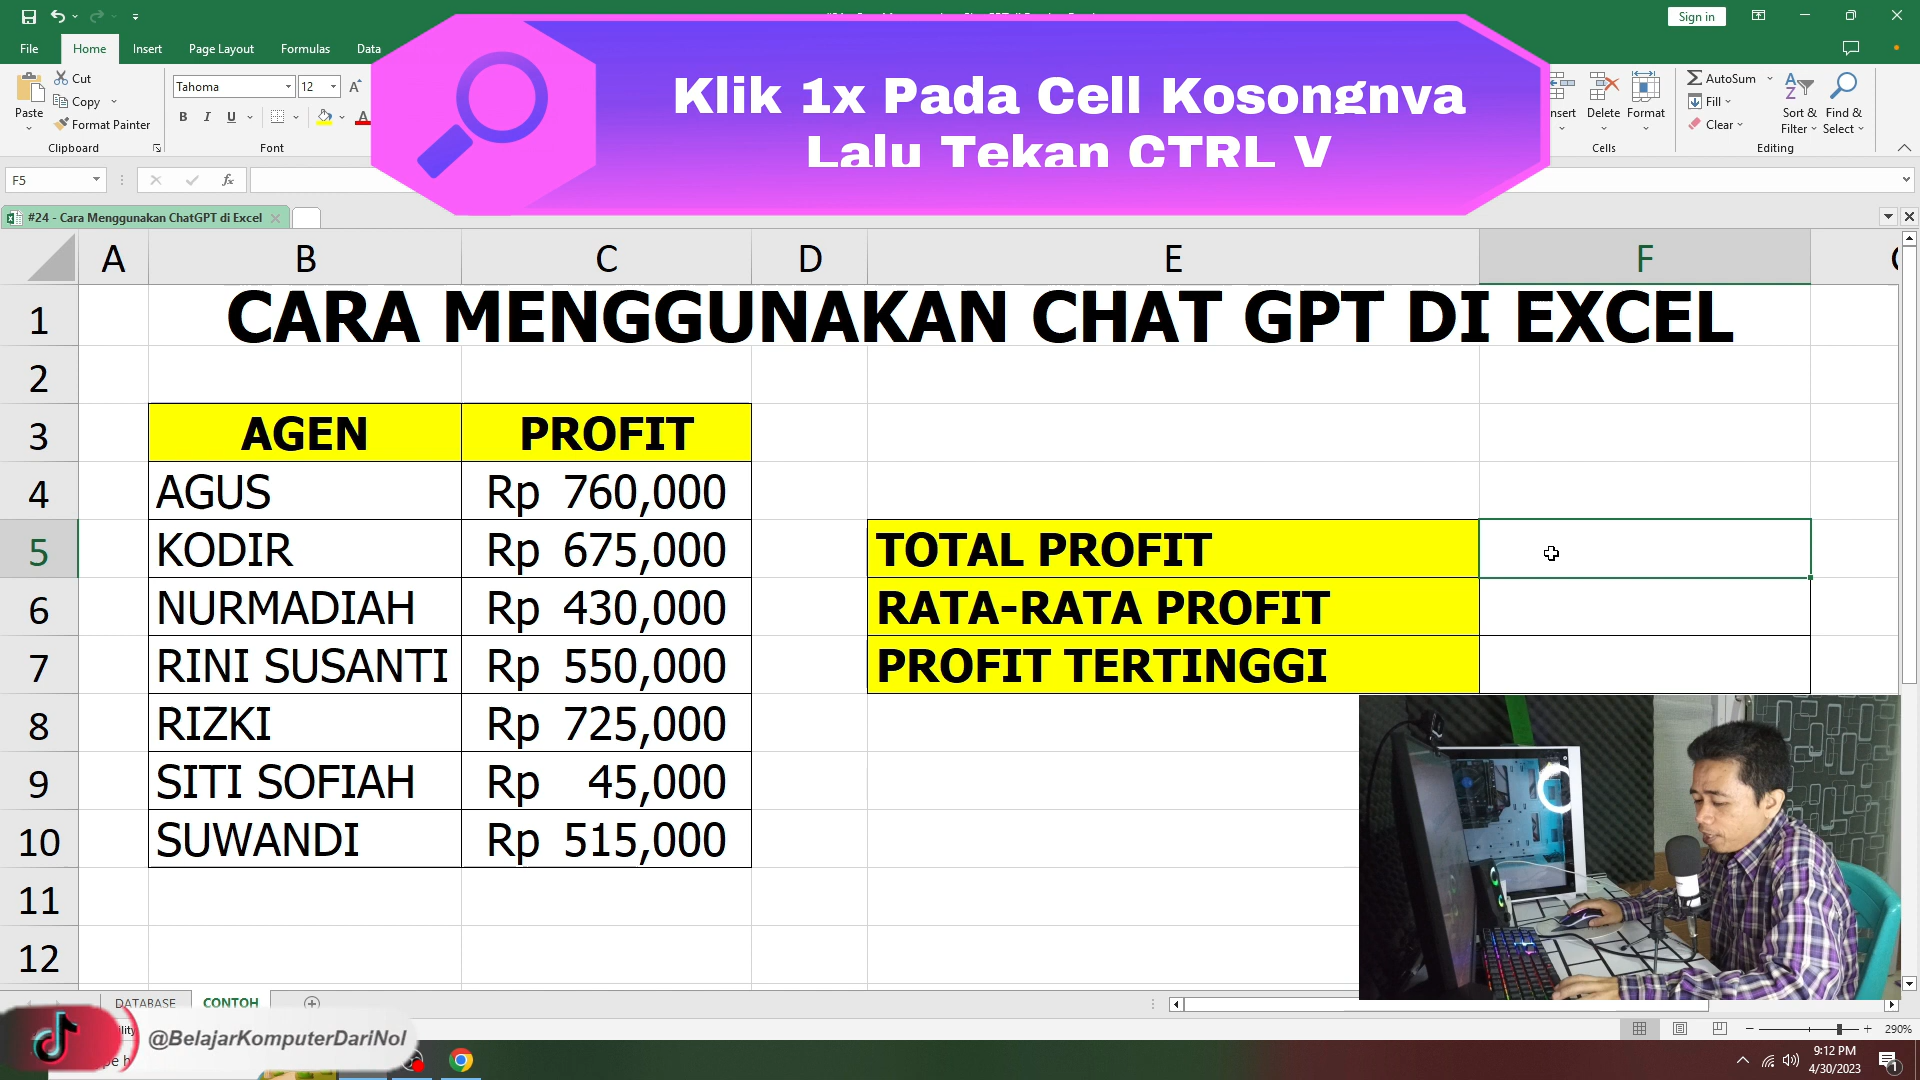 Sign in
File Home Insert Page Layout Formulas Data
Klik 1x Pada Cell Kosongnya
Lalu Tekan CTRL V
Paste
Cut
Copy
Format Painter
Clipboard
Tahoma 12
B I U
Font
Delete Format
Cells
AutoSum
Fill
Clear
Sort & Filter
Find & Select
Editing
F5
fx
#24 - Cara Menggunakan ChatGPT di Excel
A B C D E F
1 CARA MENGGUNAKAN CHAT GPT DI EXCEL
2
3 AGEN PROFIT
4 AGUS Rp 760,000
5 KODIR Rp 675,000 TOTAL PROFIT
6 NURMADIAH Rp 430,000 RATA-RATA PROFIT
7 RINI SUSANTI Rp 550,000 PROFIT TERTINGGI
8 RIZKI Rp 725,000
9 SITI SOFIAH Rp 45,000
10 SUWANDI Rp 515,000
11
12
DATABASE CONTOH
@BelajarKomputerDariNol
290%
9:12 PM
4/30/2023
1